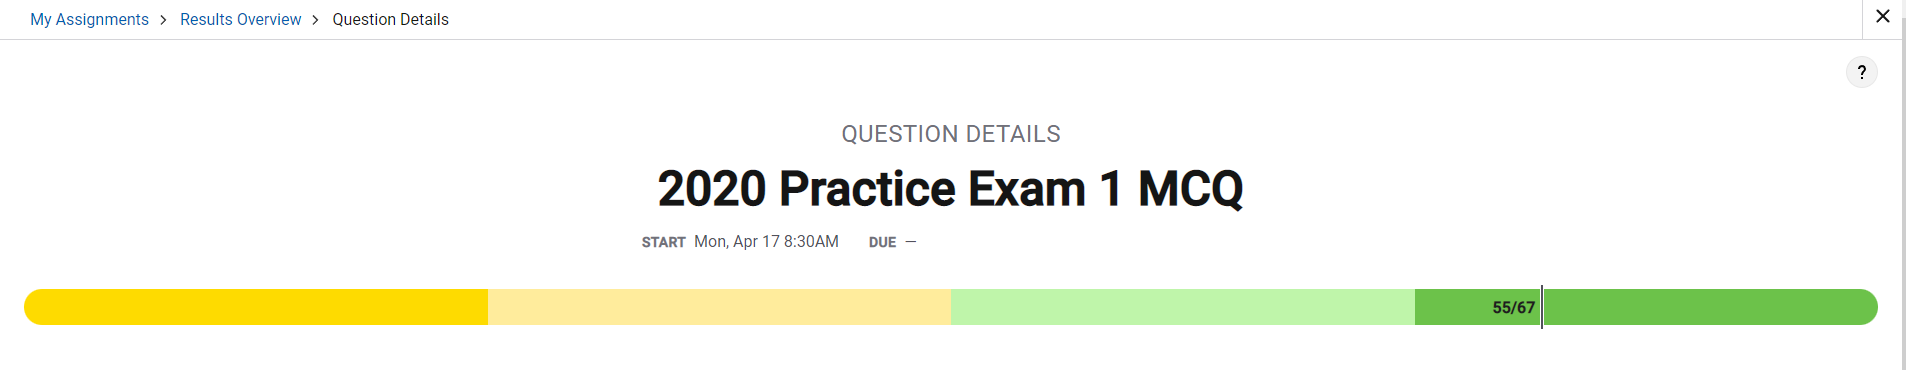 My Assignments > Results Overview > Question Details
?
QUESTION DETAILS
2020 Practice Exam 1 MCQ
START Mon, Apr 17 8:30AM DUE —
55/67